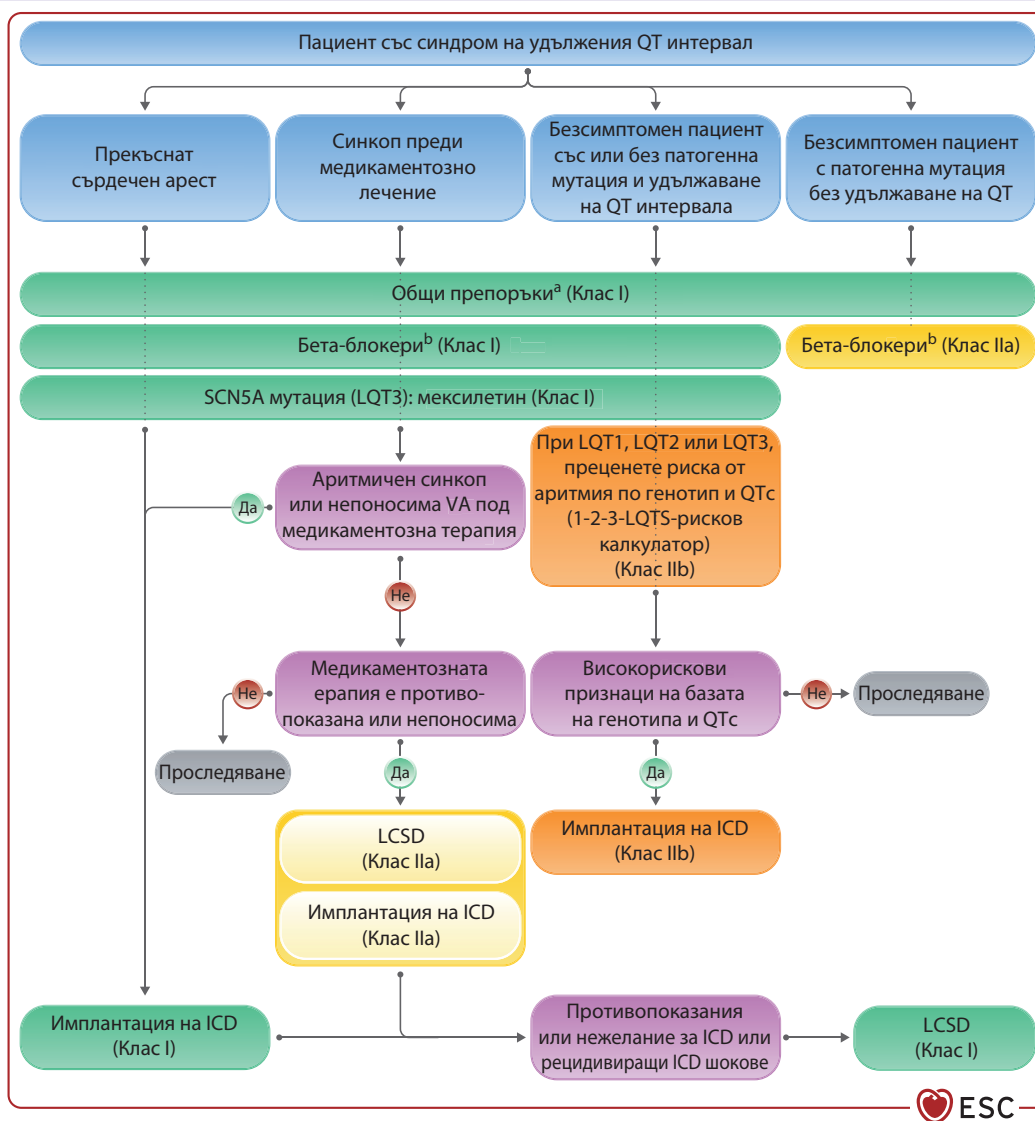 Пациент със синдром на удължения QT интервал
Прекъснат
сърдечен арест
Синкоп преди
медикаментозно
лечение
Безсимптомен пациент
със или без патогенна
мутация и удължаване
на QT интервала
Безсимптомен пациент
с патогенна мутация
без удължаване на QT
Общи препоръкиª (Клас I)
Бета-блокериᵇ (Клас I)
Бета-блокериᵇ (Клас IIa)
SCN5A мутация (LQT3): мексилетин (Клас I)
Аритмичен синкоп
или непоносима VA под
медикаментозна терапия
Да
Не
При LQT1, LQT2 или LQT3,
преценете риска от
аритмия по генотип и QTc
(1-2-3-LQTS-рисков
калкулатор)
(Клас IIb)
Медикаментозната
ерапия е противо-
показана или непоносима
Не
Проследяване
Да
Високорискови
признаци на базата
на генотипа и QTc
Не
Проследяване
Да
LCSD
(Клас IIa)
Имплантация на ICD
(Клас IIa)
Имплантация на ICD
(Клас IIb)
Имплантация на ICD
(Клас I)
Противопоказания
или нежелание за ICD или
рецидивиращи ICD шокове
LCSD
(Клас I)
ESC